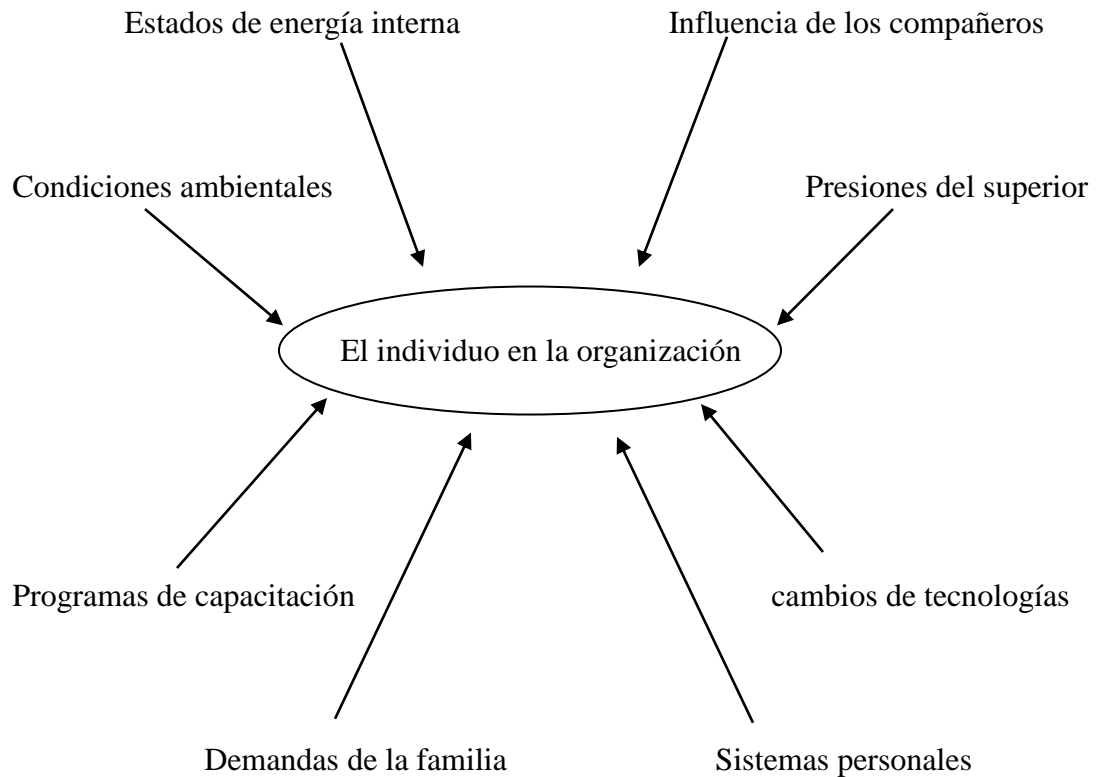 Estados de energía interna
Influencia de los compañeros
Condiciones ambientales
Presiones del superior
El individuo en la organización
Programas de capacitación
cambios de tecnologías
Demandas de la familia
Sistemas personales